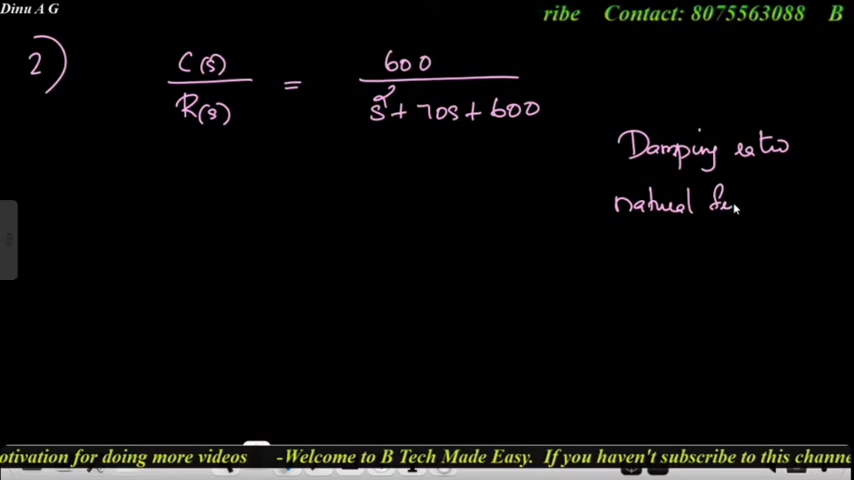 Dinu A G
ribe Contact: 8075563088 B
2)
C(s)
R(s)
=
600
s²+70s+600
Damping ratio
natural fre
otivation for doing more videos -Welcome to B Tech Made Easy. If you haven't subscribe to this channe